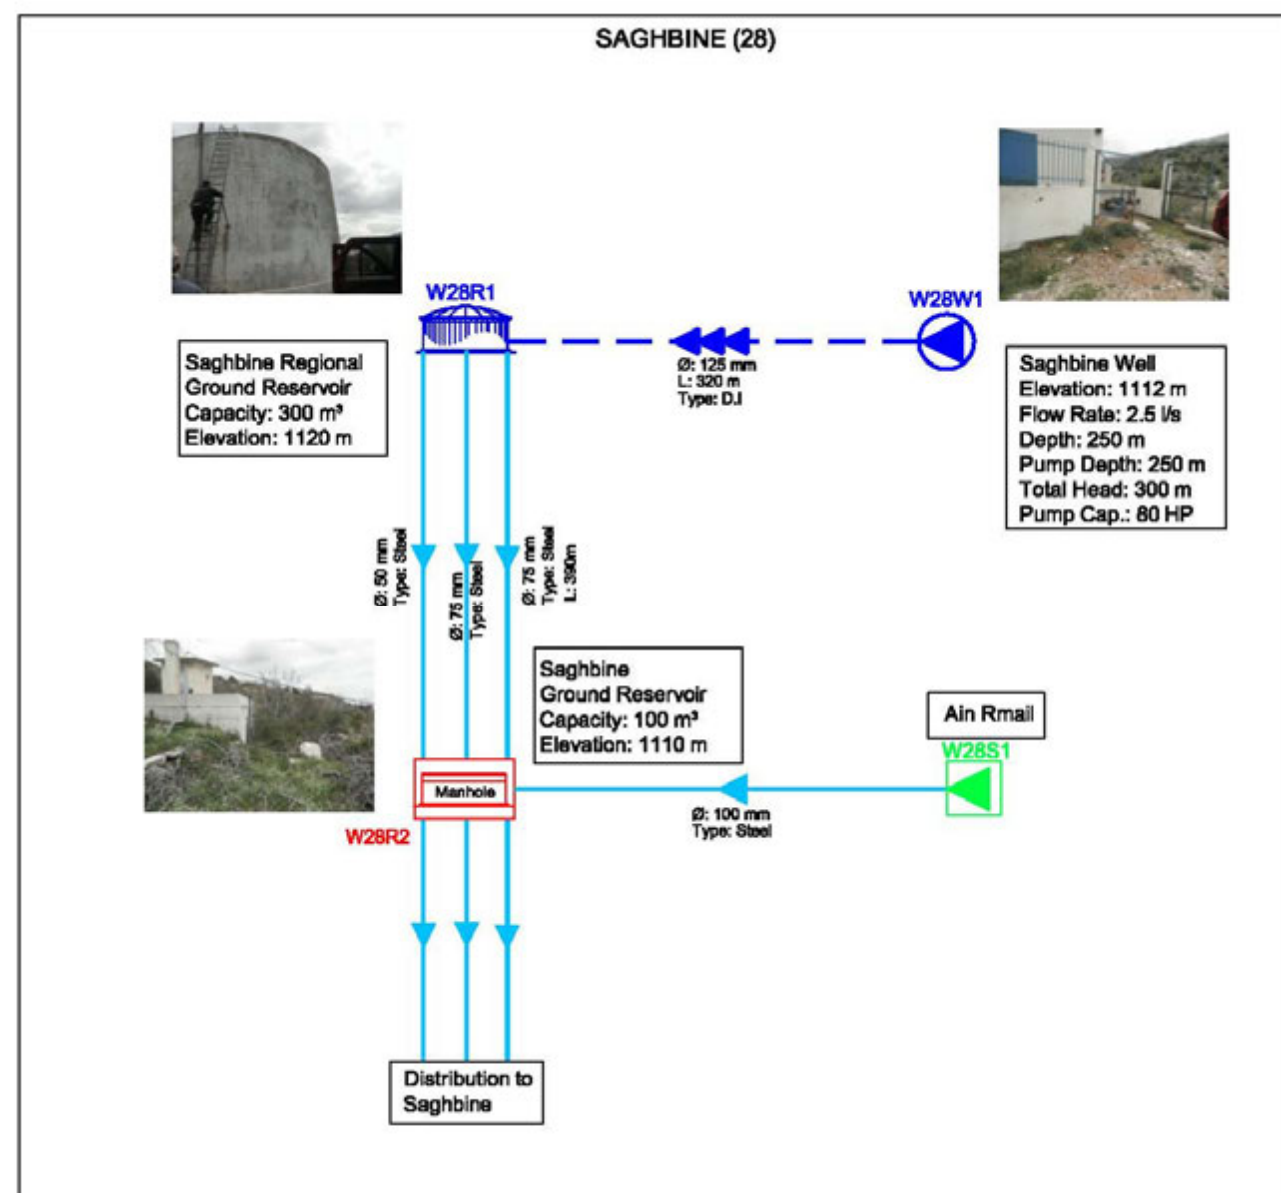 SAGHBINE (28)
W28R1
W28W1
Saghbine Regional
Ground Reservoir
Capacity: 300 m³
Elevation: 1120 m
Ø: 125 mm
L: 320 m
Type: D.I
Saghbine Well
Elevation: 1112 m
Flow Rate: 2.5 l/s
Depth: 250 m
Pump Depth: 250 m
Total Head: 300 m
Pump Cap.: 80 HP
Ø: 50 mm
Type: Steel
Ø: 75 mm
Type: Steel
Ø: 75 mm
Type: Steel
L: 390m
Saghbine
Ground Reservoir
Capacity: 100 m³
Elevation: 1110 m
Ain Rmail
W28S1
Manhole
Ø: 100 mm
Type: Steel
W28R2
Distribution to
Saghbine